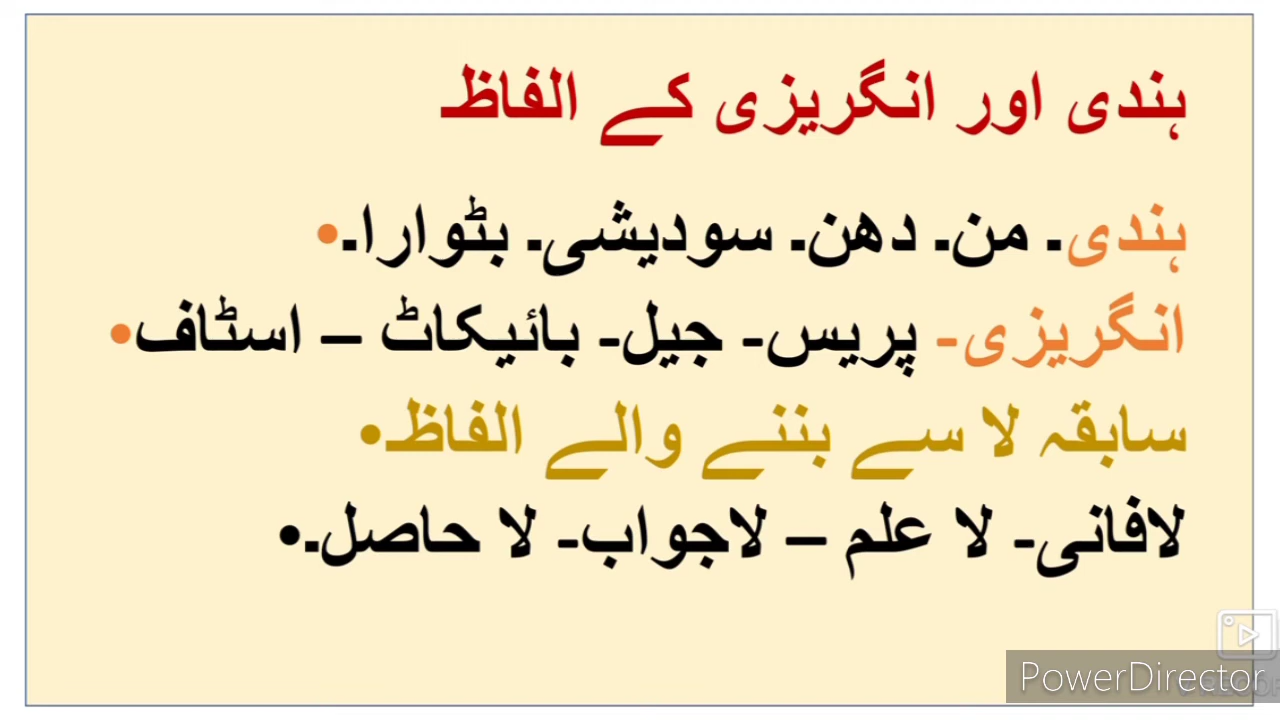 ہندی اور انگریزی کے الفاظ
ہندی۔ من۔ دھن۔ سودیشی۔ بٹوارا۔•
انگریزی- پریس- جیل- بائیکاٹ – اسٹاف•
سابقہ لا سے بننے والے الفاظ•
لافانی- لا علم – لاجواب- لا حاصل۔•
PowerDirector